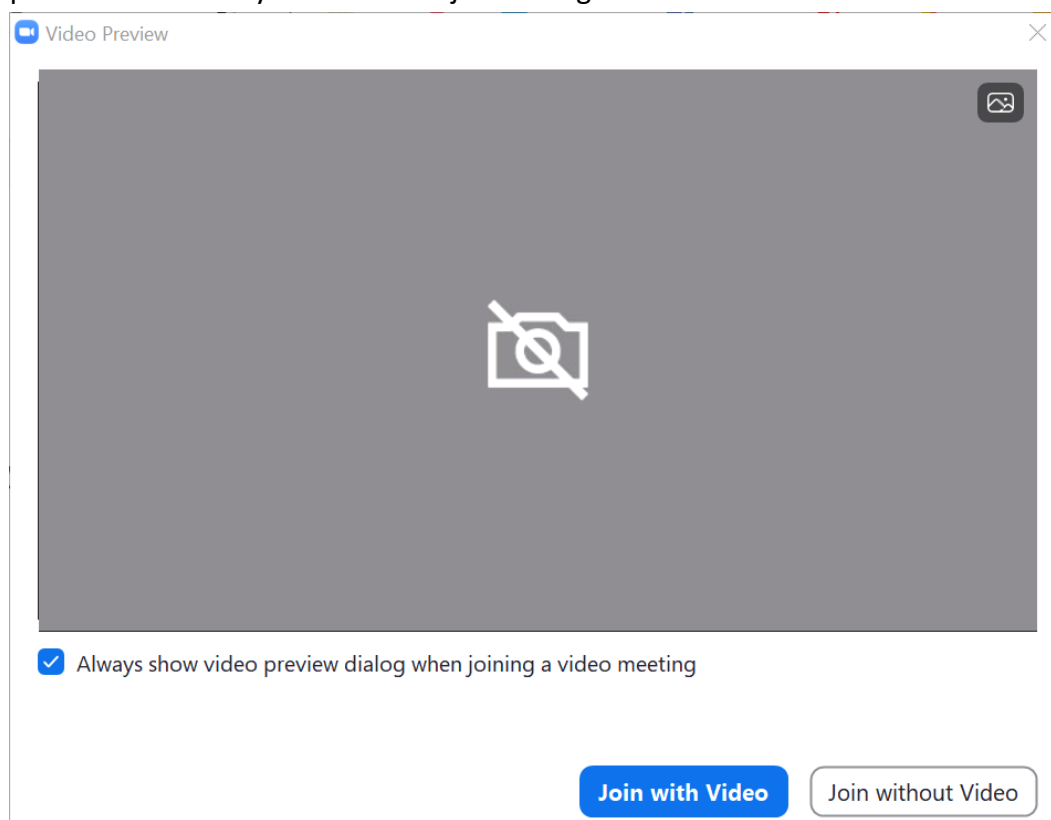 Video Preview
Always show video preview dialog when joining a video meeting
Join with Video
Join without Video